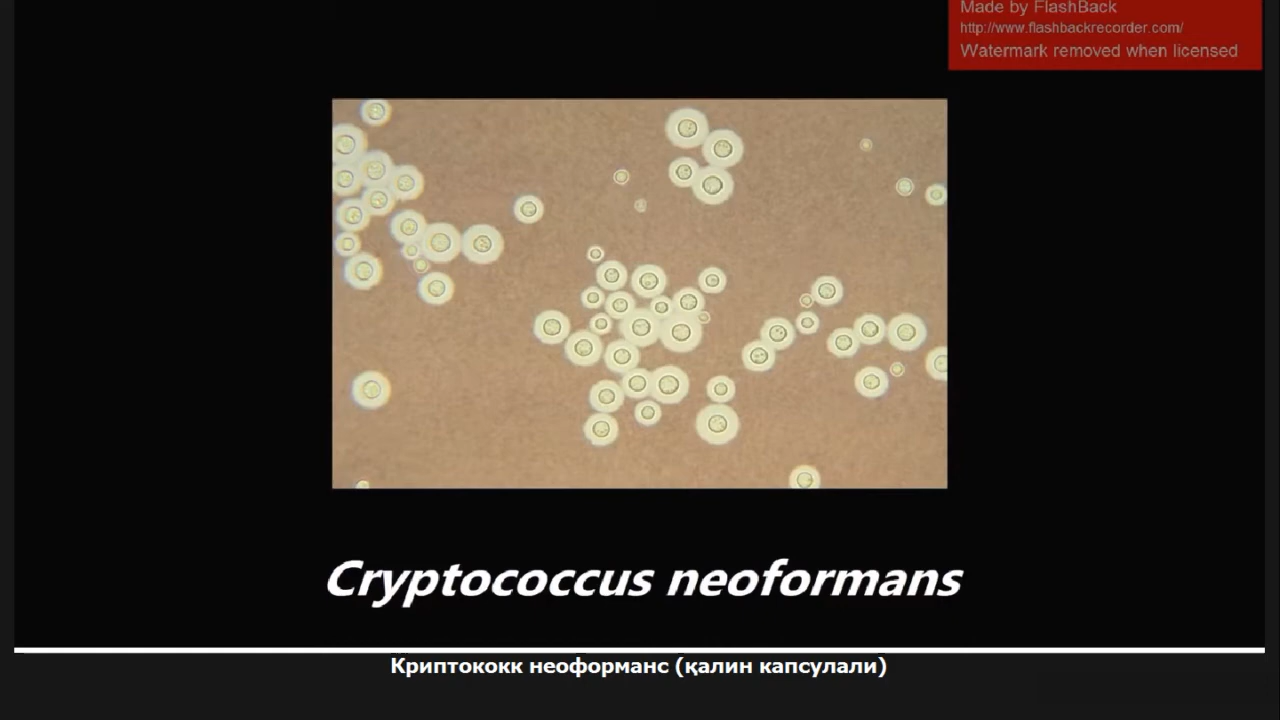 Made by FlashBack
http://www.flashbackrecorder.com/
Watermark removed when licensed
Cryptococcus neoformans
Криптококк неоформанс (қалин капсулали)